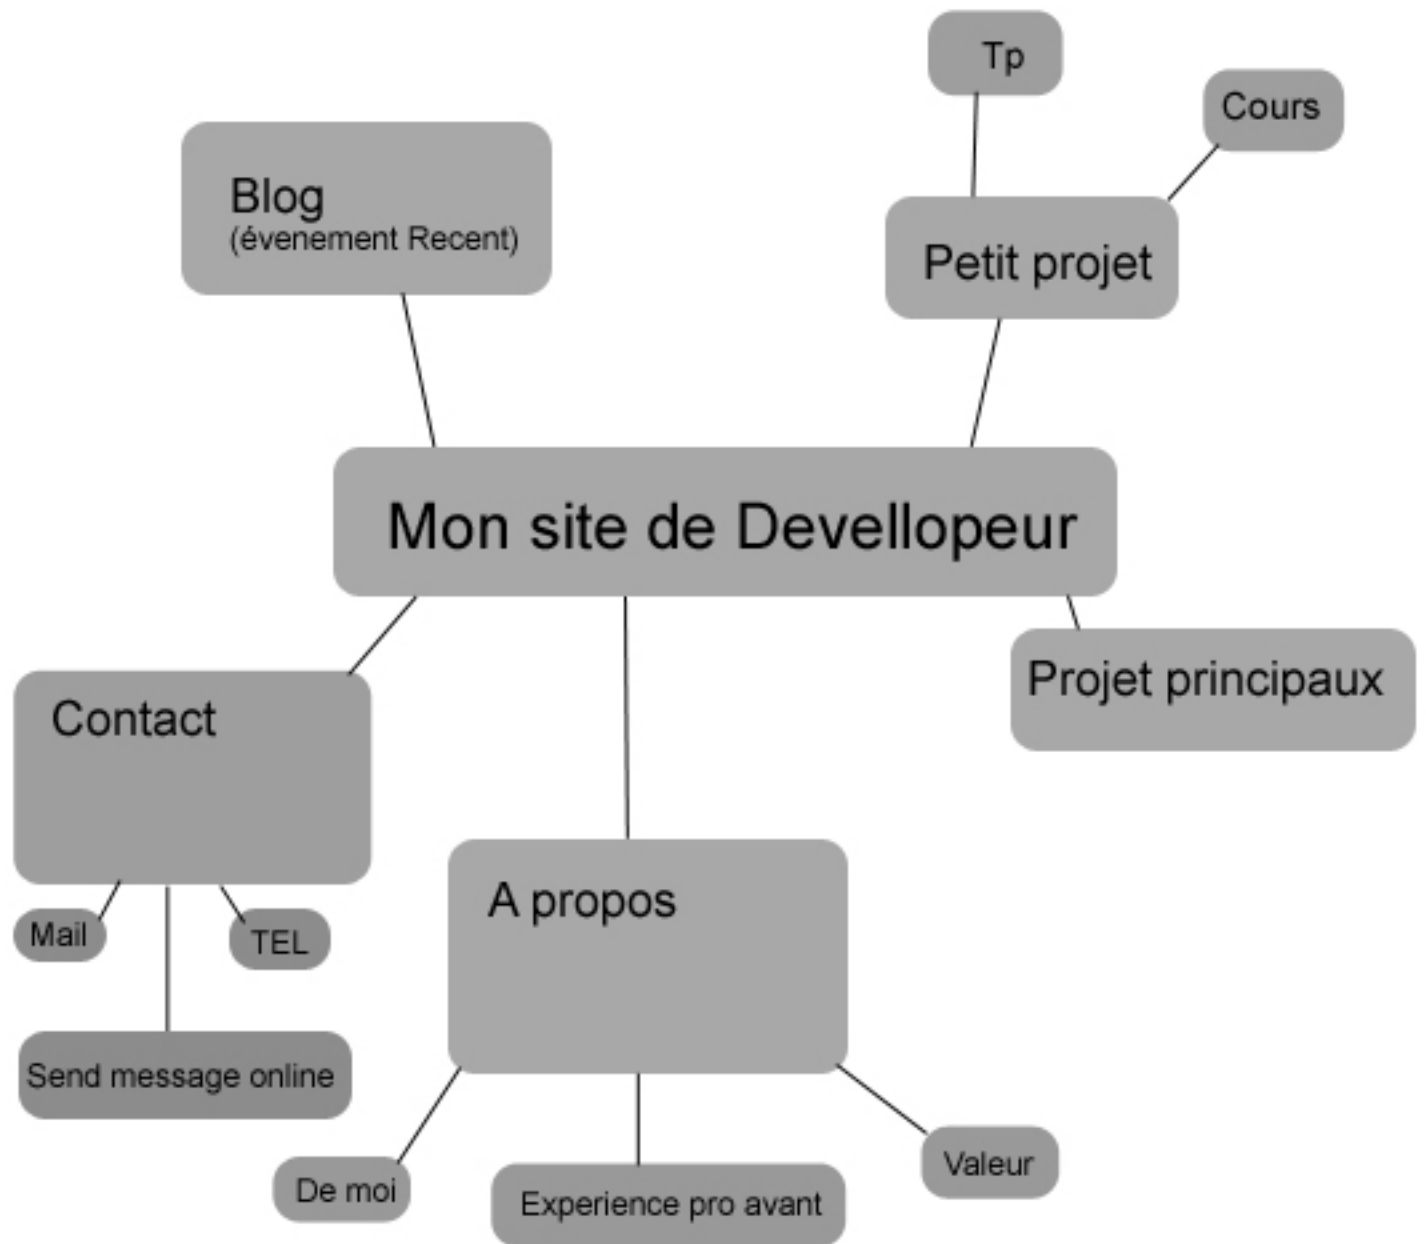 Tp
Cours
Blog
(évenement Recent)
Petit projet
Mon site de Devellopeur
Projet principaux
Contact
A propos
Mail
TEL
Send message online
De moi
Experience pro avant
Valeur